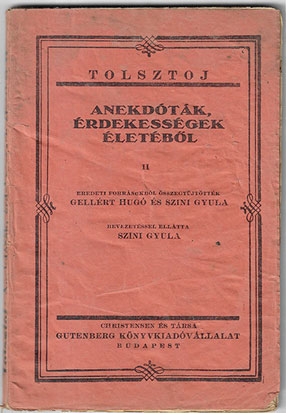 TOLSZTOJ
ANEKDÓTÁK,
ÉRDEKESSÉGEK
ÉLETÉBŐL
II
EREDETI FORRÁSOKBÓL ÖSSZEGYŰJTÖTTÉK
GELLÉRT HUGÓ ÉS SZINI GYULA
BEVEZETÉSSEL ELLÁTTA
SZINI GYULA
CHRISTENSEN ÉS TÁRSA
GUTENBERG KÖNYVKIADÓVÁLLALAT
BUDAPEST